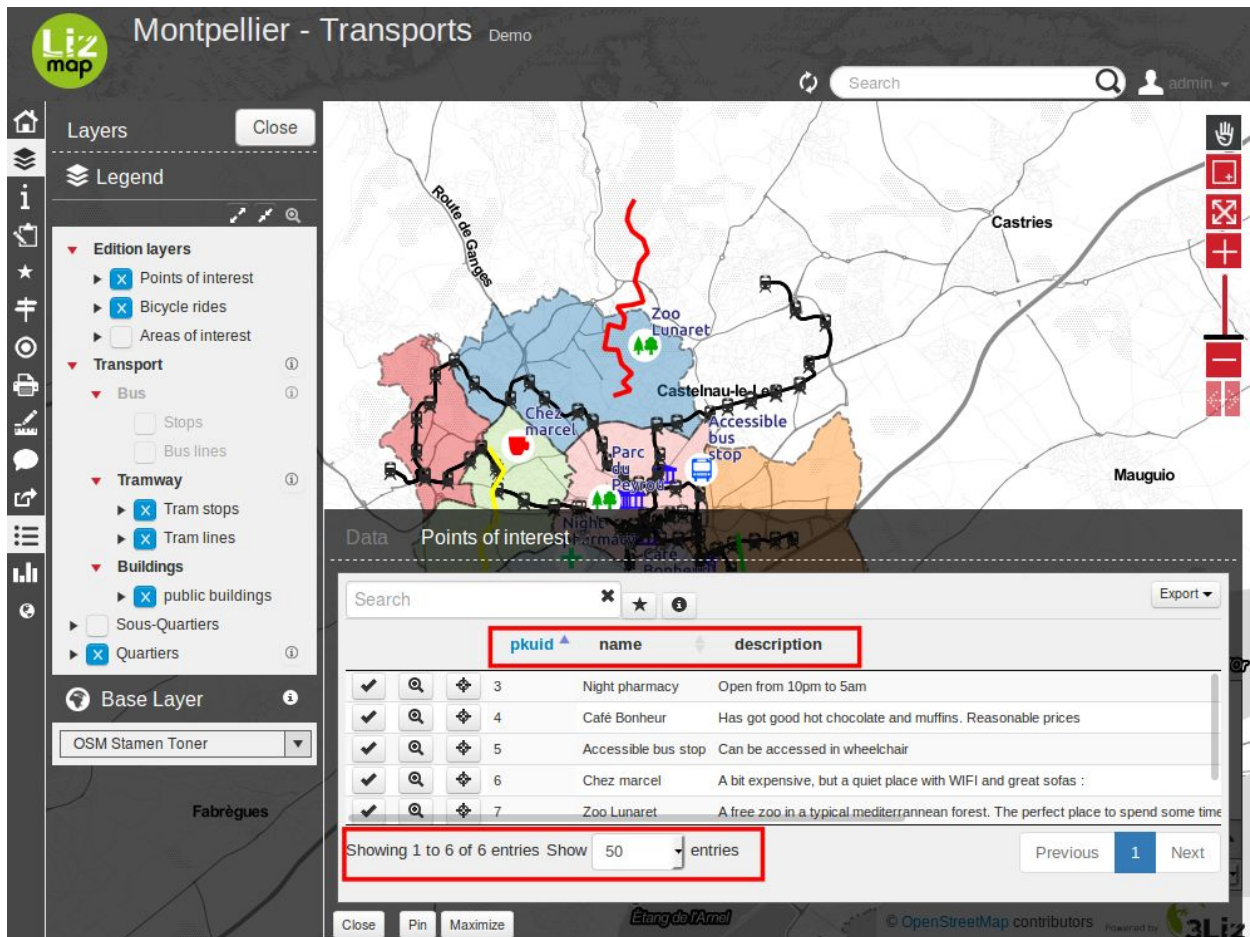 Liz
map
Montpellier - Transports Demo
Search
admin
Layers
Close
Legend
Edition layers
Points of interest
Bicycle rides
Areas of interest
Transport
Bus
Stops
Bus lines
Tramway
Tram stops
Tram lines
Buildings
public buildings
Sous-Quartiers
Quartiers
Base Layer
OSM Stamen Toner
Fabrègues
Route de Ganges
Castries
Zoo
Lunaret
Castelnau-le-Lez
Chez
marcel
Accessible
bus
stop
Parc
du
Peyrou
Mauguio
Night
Pharmacy
Café
Bonheur
Data Points of interest
Search
Export
pkuid name description
3 Night pharmacy Open from 10pm to 5am
4 Café Bonheur Has got good hot chocolate and muffins. Reasonable prices
5 Accessible bus stop Can be accessed in wheelchair
6 Chez marcel A bit expensive, but a quiet place with WIFI and great sofas :
7 Zoo Lunaret A free zoo in a typical mediterrannean forest. The perfect place to spend some time
Showing 1 to 6 of 6 entries Show 50 entries
Previous 1 Next
Close Pin Maximize
Étang de l'Arnel
© OpenStreetMap contributors
Powered by
3Liz